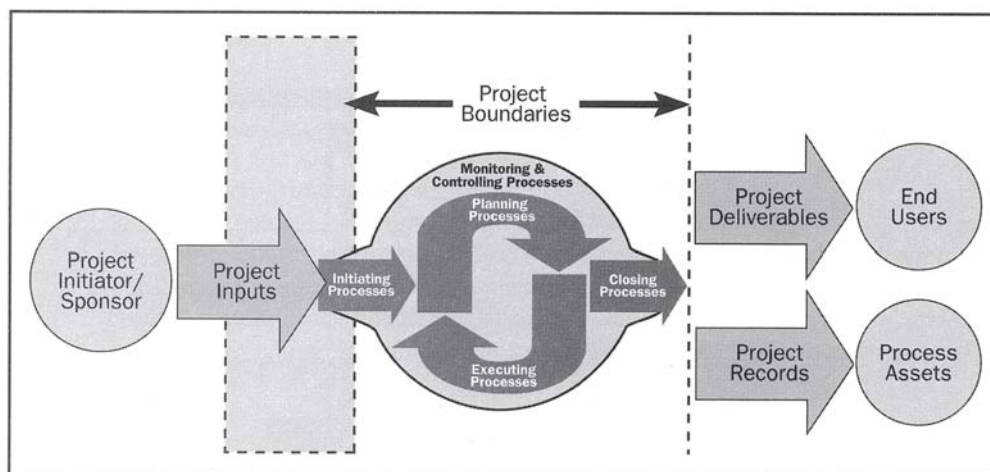 Project
Boundaries
Monitoring &
Controlling Processes
Planning
Processes
Project
Initiator/
Sponsor
Project
Inputs
Initiating
Processes
Closing
Processes
Executing
Processes
Project
Deliverables
End
Users
Project
Records
Process
Assets